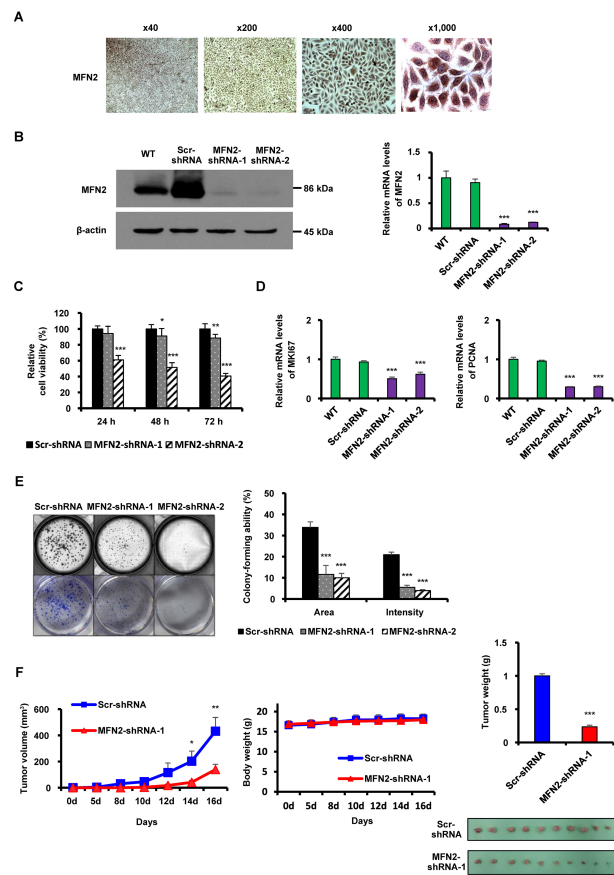 A
x40
x200
x400
x1,000
MFN2
B
WT
Scr-
shRNA
MFN2-
shRNA-1
MFN2-
shRNA-2
MFN2
86 kDa
β-actin
45 kDa
Relative mRNA levels
of MFN2
1.5
1
0.5
0
***
***
WT
Scr-shRNA
MFN2-shRNA-1
MFN2-shRNA-2
C
Relative
cell viability (%)
120
100
80
60
40
20
0
***
*
***
**
***
24 h
48 h
72 h
Scr-shRNA
MFN2-shRNA-1
MFN2-shRNA-2
D
Relative mRNA levels
of MKI67
2
1
0
***
***
WT
Scr-shRNA
MFN2-shRNA-1
MFN2-shRNA-2
Relative mRNA levels
of PCNA
2
1
0
***
***
WT
Scr-shRNA
MFN2-shRNA-1
MFN2-shRNA-2
E
Scr-shRNA
MFN2-shRNA-1
MFN2-shRNA-2
Colony-forming ability (%)
50
40
30
20
10
0
***
***
***
***
Area
Intensity
Scr-shRNA
MFN2-shRNA-1
MFN2-shRNA-2
F
Tumor volume (mm³)
600
400
200
0
Scr-shRNA
MFN2-shRNA-1
*
**
0d
5d
8d
10d
12d
14d
16d
Days
Body weight (g)
20
15
10
5
0
Scr-shRNA
MFN2-shRNA-1
0d
5d
8d
10d
12d
14d
16d
Days
Tumor weight (g)
1.5
1
0.5
0
***
Scr-shRNA
MFN2-shRNA-1
Scr-
shRNA
MFN2-
shRNA-1